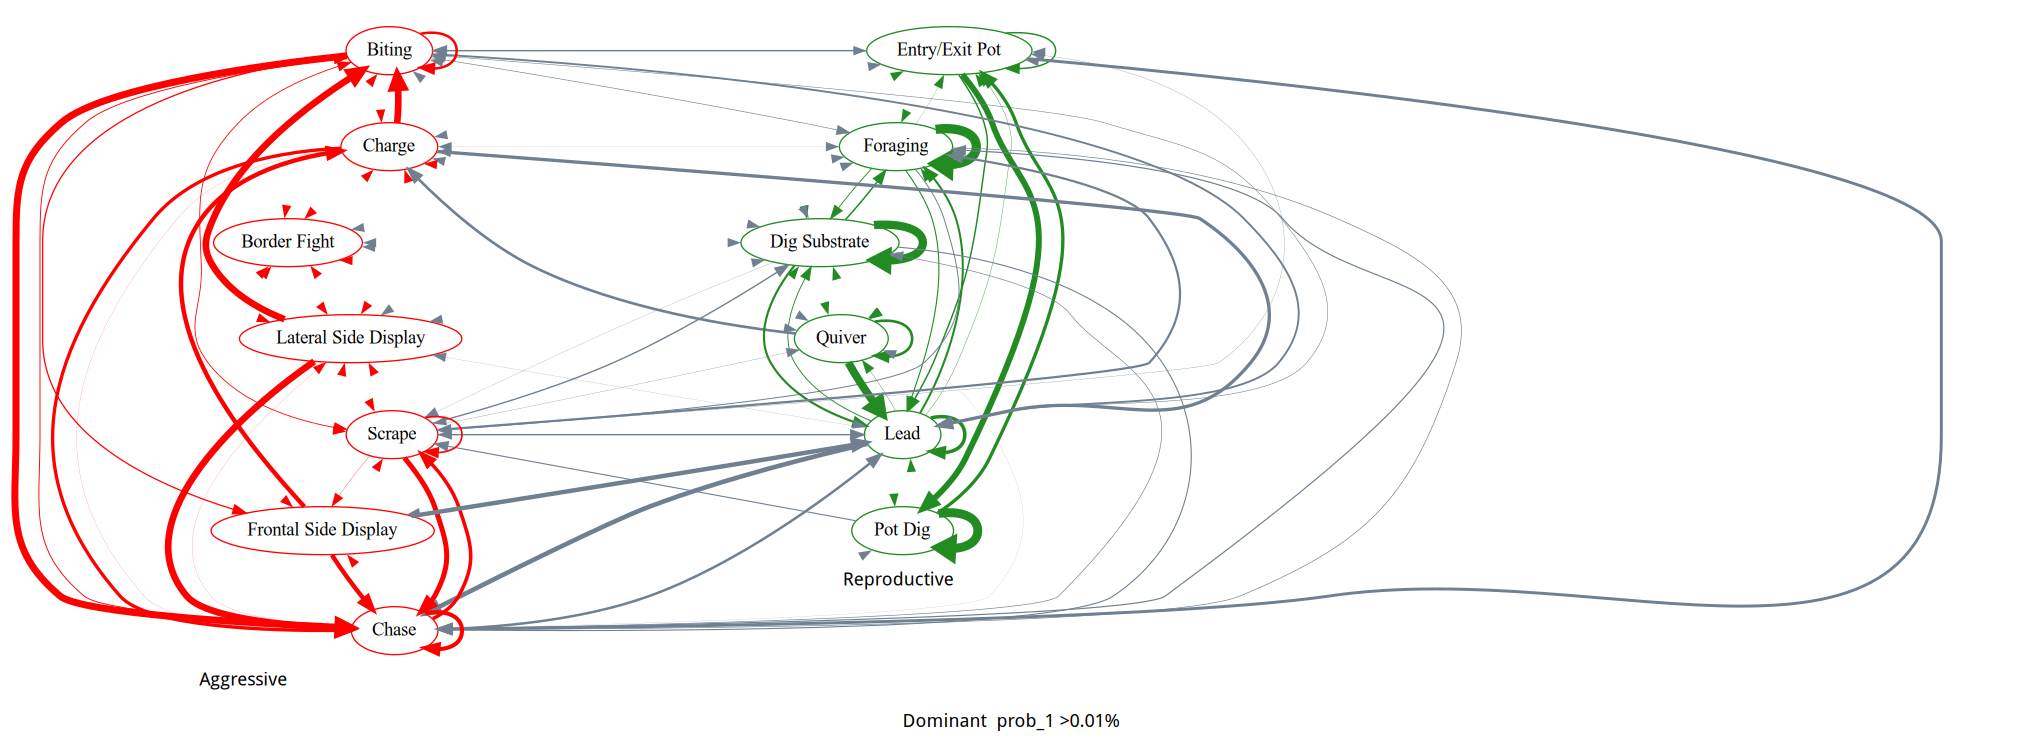 Biting
Entry/Exit Pot
Charge
Foraging
Border Fight
Dig Substrate
Lateral Side Display
Quiver
Scrape
Lead
Frontal Side Display
Pot Dig
Reproductive
Chase
Aggressive
Dominant prob_1 >0.01%